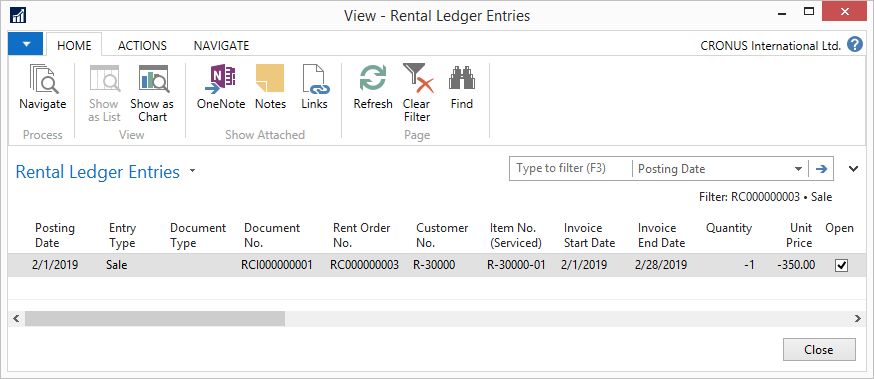 View - Rental Ledger Entries
HOME ACTIONS NAVIGATE CRONUS International Ltd. ?
Navigate Show as List Show as Chart OneNote Notes Links Refresh Clear Filter Find
Process View Show Attached Page
Rental Ledger Entries Type to filter (F3) Posting Date
Filter: RC000000003 • Sale
Posting Date Entry Type Document Type Document No. Rent Order No. Customer No. Item No. (Serviced) Invoice Start Date Invoice End Date Quantity Unit Price Open
2/1/2019 Sale RCI000000001 RC000000003 R-30000 R-30000-01 2/1/2019 2/28/2019 -1 -350.00
Close